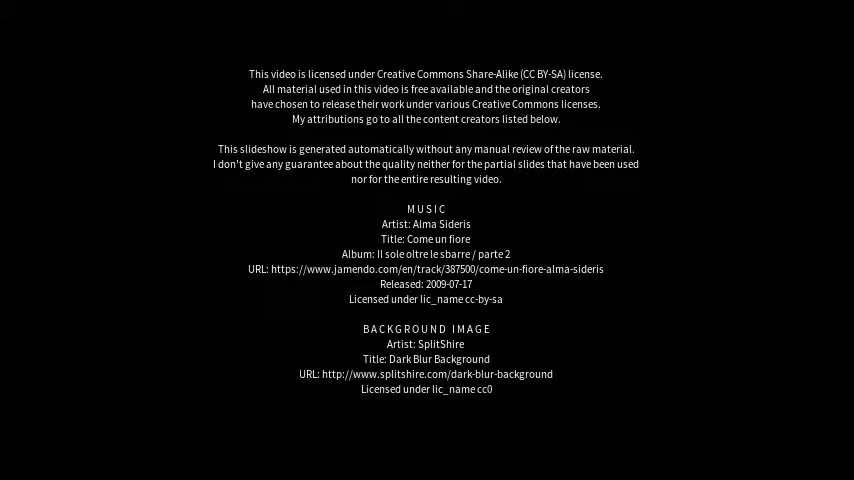 This video is licensed under Creative Commons Share-Alike (CC BY-SA) license.
All material used in this video is free available and the original creators
have chosen to release their work under various Creative Commons licenses.
My attributions go to all the content creators listed below.
This slideshow is generated automatically without any manual review of the raw material.
I don't give any guarantee about the quality neither for the partial slides that have been used
nor for the entire resulting video.
MUSIC
Artist: Alma Sideris
Title: Come un fiore
Album: Il sole oltre le sbarre / parte 2
URL: https://www.jamendo.com/en/track/387500/come-un-fiore-alma-sideris
Released: 2009-07-17
Licensed under lic_name cc-by-sa
BACKGROUND IMAGE
Artist: SplitShire
Title: Dark Blur Background
URL: http://www.splitshire.com/dark-blur-background
Licensed under lic_name cc0